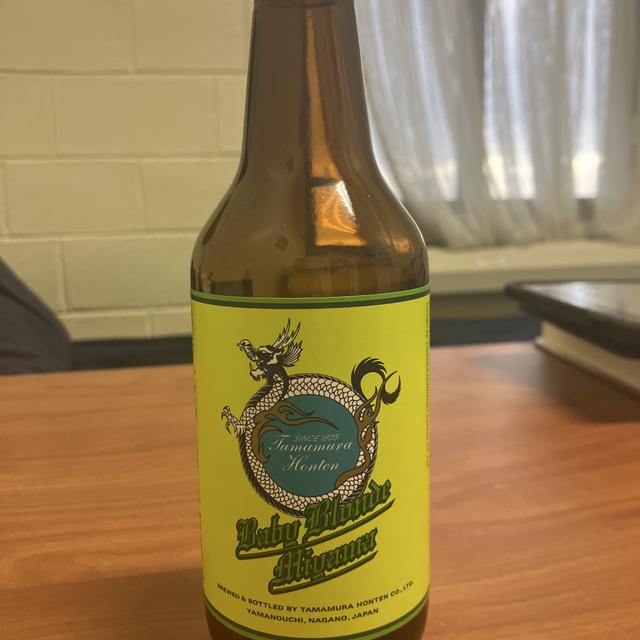 SINCE 1805
Tamamura
Honten
Baby Blonde
Miyama
BREWED & BOTTLED BY TAMAMURA HONTEN CO., LTD.
YAMANOUCHI, NAGANO, JAPAN